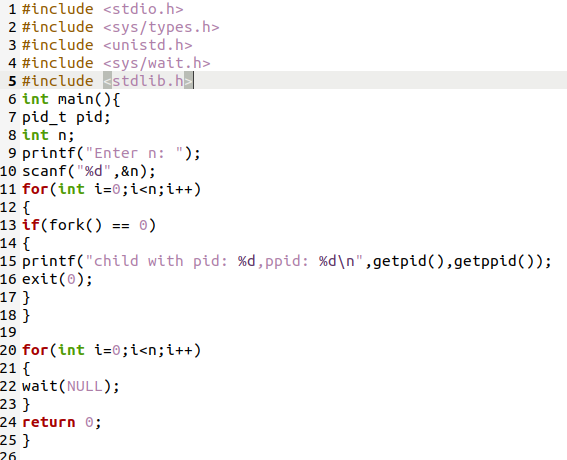 1 #include <stdio.h>
2 #include <sys/types.h>
3 #include <unistd.h>
4 #include <sys/wait.h>
5 #include <stdlib.h>
6 int main(){
7 pid_t pid;
8 int n;
9 printf("Enter n: ");
10 scanf("%d",&n);
11 for(int i=0;i<n;i++)
12 {
13 if(fork() == 0)
14 {
15 printf("child with pid: %d,ppid: %d\n",getpid(),getppid());
16 exit(0);
17 }
18 }
19
20 for(int i=0;i<n;i++)
21 {
22 wait(NULL);
23 }
24 return 0;
25 }
26